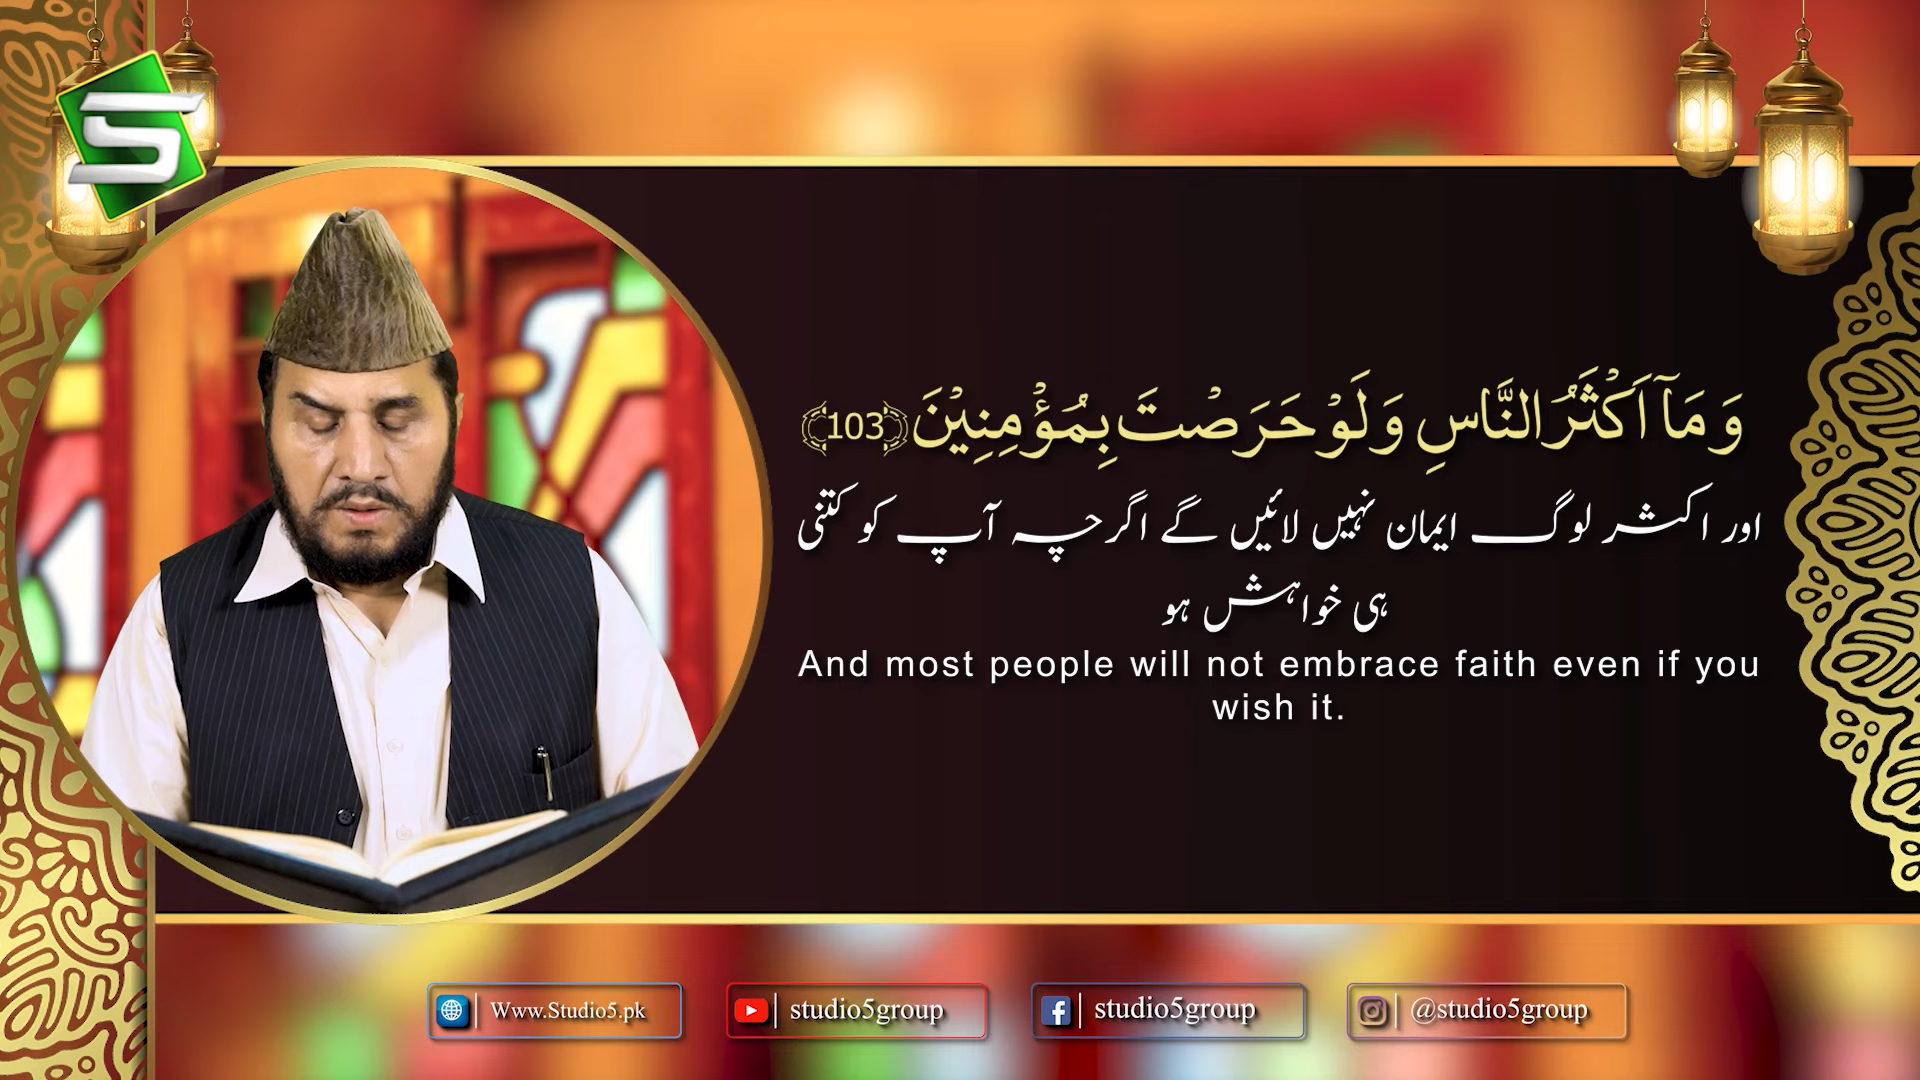 وَمَآ اَكْثَرُ النَّاسِ وَلَوْ حَرَصْتَ بِمُؤْمِنِيْنَ ﴿103﴾
اور اکثر لوگ ایمان نہیں لائیں گے اگرچہ آپ کو کتنی
ہی خواہش ہو
And most people will not embrace faith even if you
wish it.
Www.Studio5.pk
studio5group
studio5group
@studio5group